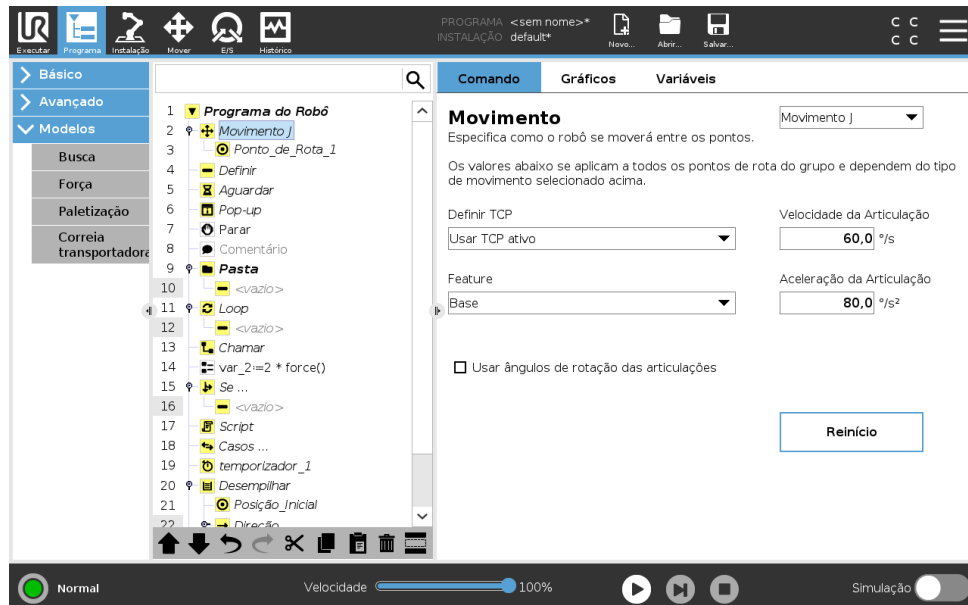 Executar
Programa
Instalação
Mover
E/S
Histórico
PROGRAMA <sem nome>*
INSTALAÇÃO default*
Novo...
Abrir...
Salvar...
C C
C C
Básico
Avançado
Modelos
Busca
Força
Paletização
Correia
transportadora
1 Programa do Robô
2 Movimento J
3 Ponto_de_Rota_1
4 Definir
5 Aguardar
6 Pop-up
7 Parar
8 Comentário
9 Pasta
10 <vazio>
11 Loop
12 <vazio>
13 Chamar
14 var_2≔2 * force()
15 Se ...
16 <vazio>
17 Script
18 Casos ...
19 temporizador_1
20 Desempilhar
21 Posição_Inicial
22 Direção
Comando
Gráficos
Variáveis
Movimento
Movimento J
Especifica como o robô se moverá entre os pontos.
Os valores abaixo se aplicam a todos os pontos de rota do grupo e dependem do tipo
de movimento selecionado acima.
Definir TCP
Velocidade da Articulação
Usar TCP ativo
60,0 °/s
Feature
Aceleração da Articulação
Base
80,0 °/s²
Usar ângulos de rotação das articulações
Reinício
Normal
Velocidade
100%
Simulação